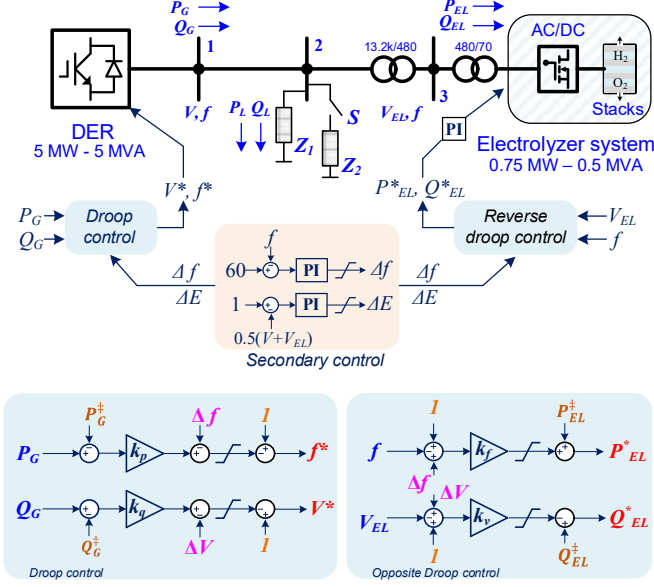 P_G
Q_G
P_EL
Q_EL
AC/DC
1
2
13.2k/480
480/70
H₂
O₂
Stacks
3
V, f
P_L Q_L
S
V_EL, f
PI
Z₁
Z₂
DER
5 MW - 5 MVA
Electrolyzer system
0.75 MW – 0.5 MVA
V*, f*
P*_EL, Q*_EL
P_G
Q_G
Droop
control
Reverse
droop control
V_EL
f
f
60
PI
Δf
Δf
ΔE
Δf
ΔE
1
PI
ΔE
0.5(V+V_EL)
Secondary control
P_G^‡
Δf
1
P_G
k_p
f*
Q_G
k_q
V*
Q_G^‡
ΔV
1
Droop control
1
P_EL^‡
f
k_f
P*_EL
Δf
ΔV
V_EL
k_v
Q*_EL
1
Q_EL^‡
Opposite Droop control